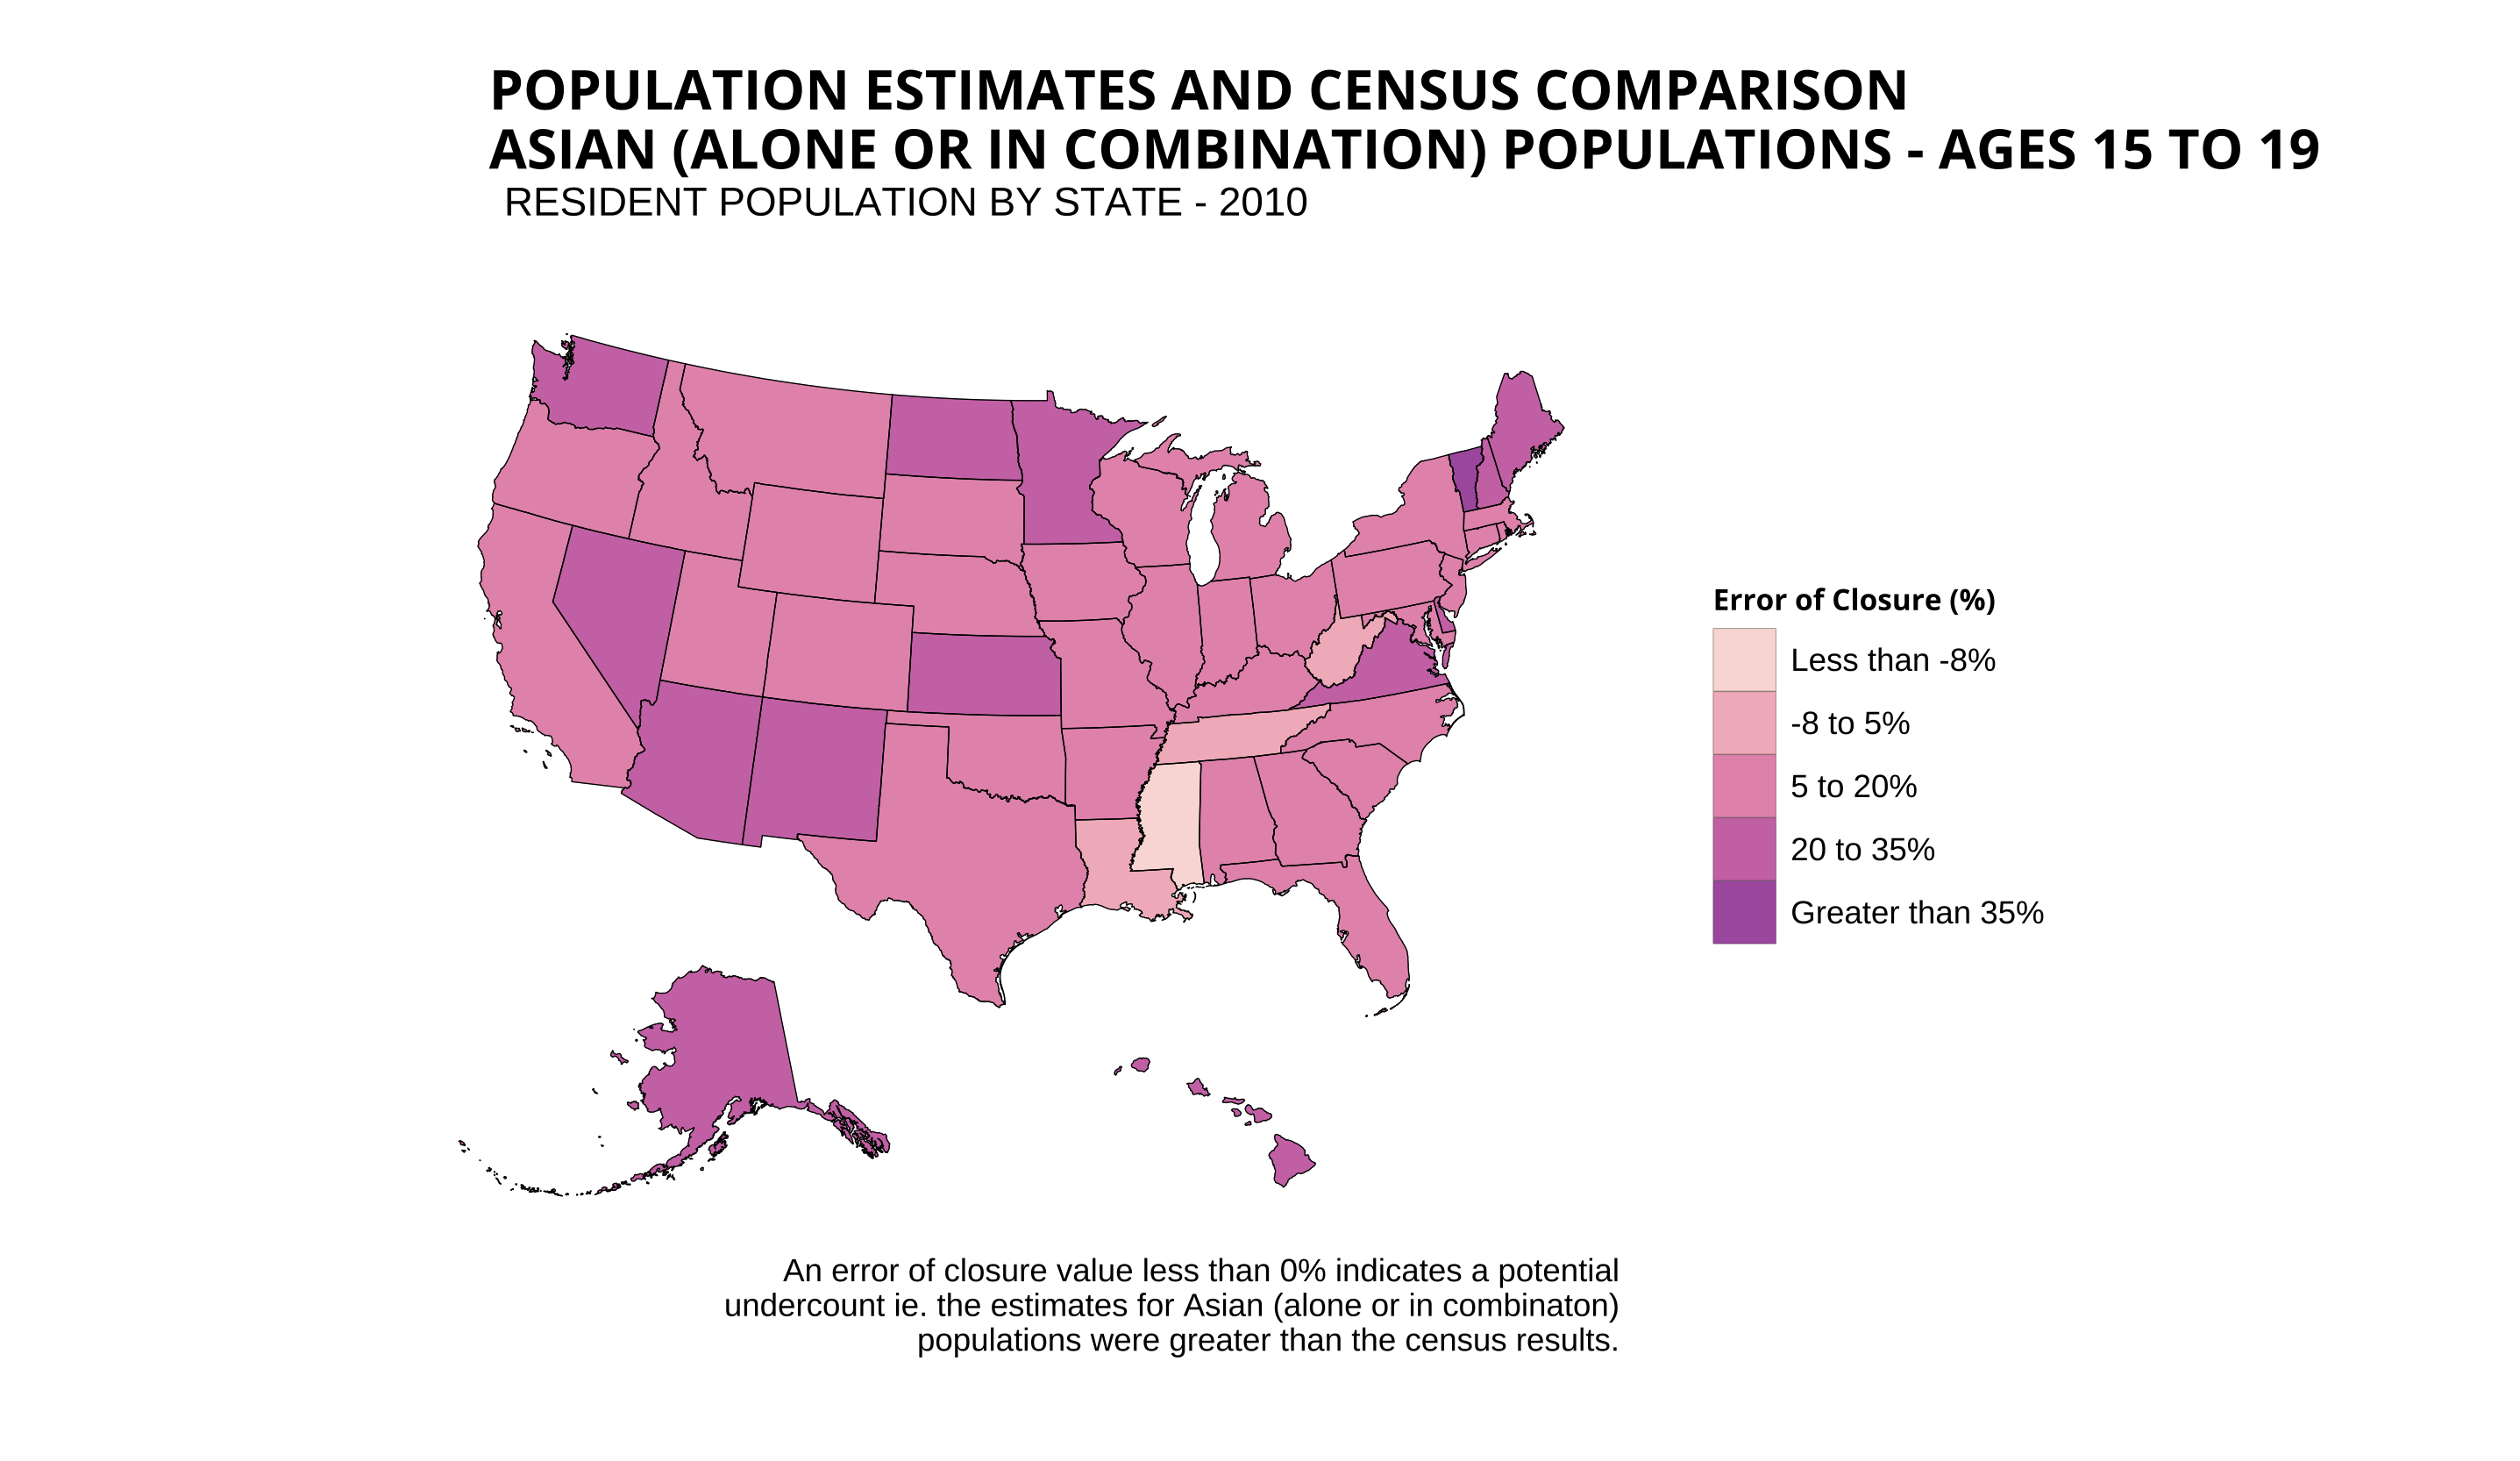 POPULATION ESTIMATES AND CENSUS COMPARISON
ASIAN (ALONE OR IN COMBINATION) POPULATIONS - AGES 15 TO 19
RESIDENT POPULATION BY STATE - 2010
Error of Closure (%)
Less than -8%
-8 to 5%
5 to 20%
20 to 35%
Greater than 35%
An error of closure value less than 0% indicates a potential
undercount ie. the estimates for Asian (alone or in combinaton)
populations were greater than the census results.